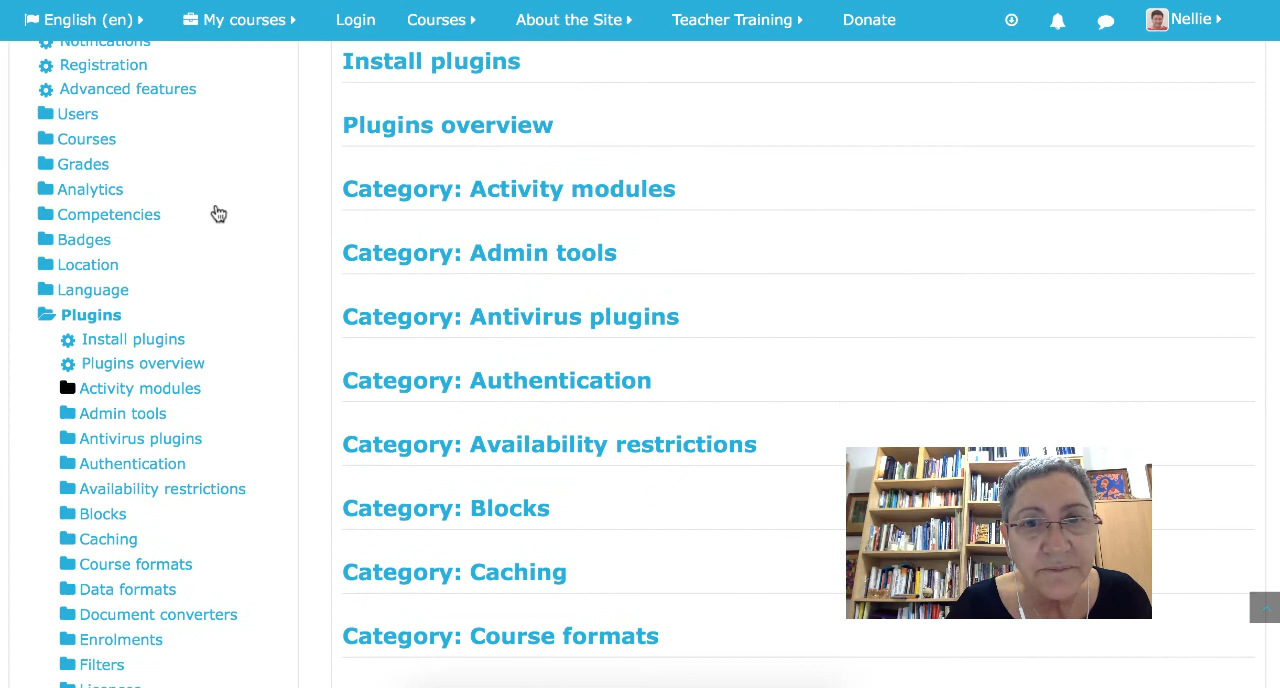 English (en)
My courses
Login
Courses
About the Site
Teacher Training
Donate
Nellie
Notifications
Registration
Advanced features
Users
Courses
Grades
Analytics
Competencies
Badges
Location
Language
Plugins
Install plugins
Plugins overview
Activity modules
Admin tools
Antivirus plugins
Authentication
Availability restrictions
Blocks
Caching
Course formats
Data formats
Document converters
Enrolments
Filters
Install plugins
Plugins overview
Category: Activity modules
Category: Admin tools
Category: Antivirus plugins
Category: Authentication
Category: Availability restrictions
Category: Blocks
Category: Caching
Category: Course formats